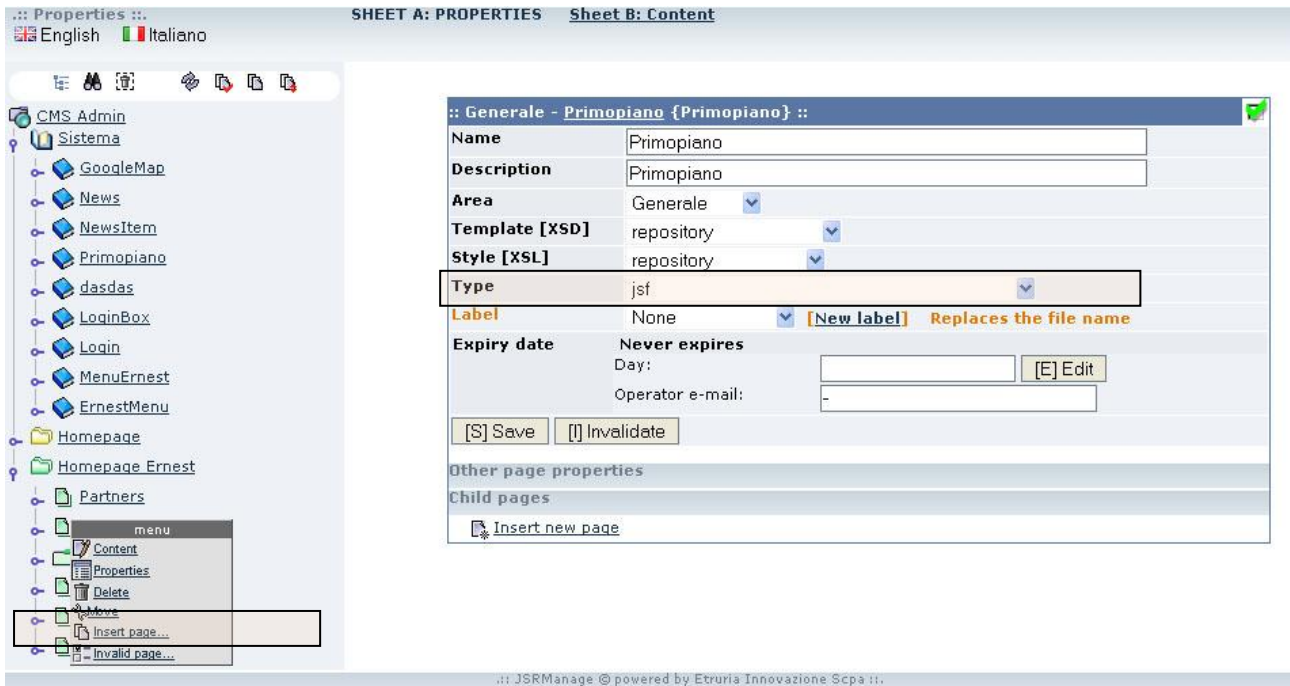 .:: Properties ::.
SHEET A: PROPERTIES Sheet B: Content
English Italiano
CMS Admin
Sistema
GoogleMap
News
NewsItem
Primopiano
dasdas
LoginBox
Login
MenuErnest
ErnestMenu
Homepage
Homepage Ernest
Partners
menu
Content
Properties
Delete
Move
Insert page...
Invalid page...
:: Generale - Primopiano {Primopiano} ::
Name Primopiano
Description Primopiano
Area Generale
Template [XSD] repository
Style [XSL] repository
Type jsf
Label None [New label] Replaces the file name
Expiry date Never expires
Day: [E] Edit
Operator e-mail: -
[S] Save [I] Invalidate
Other page properties
Child pages
Insert new page
.:: JSRManage @ powered by Etruria Innovazione Scpa ::.